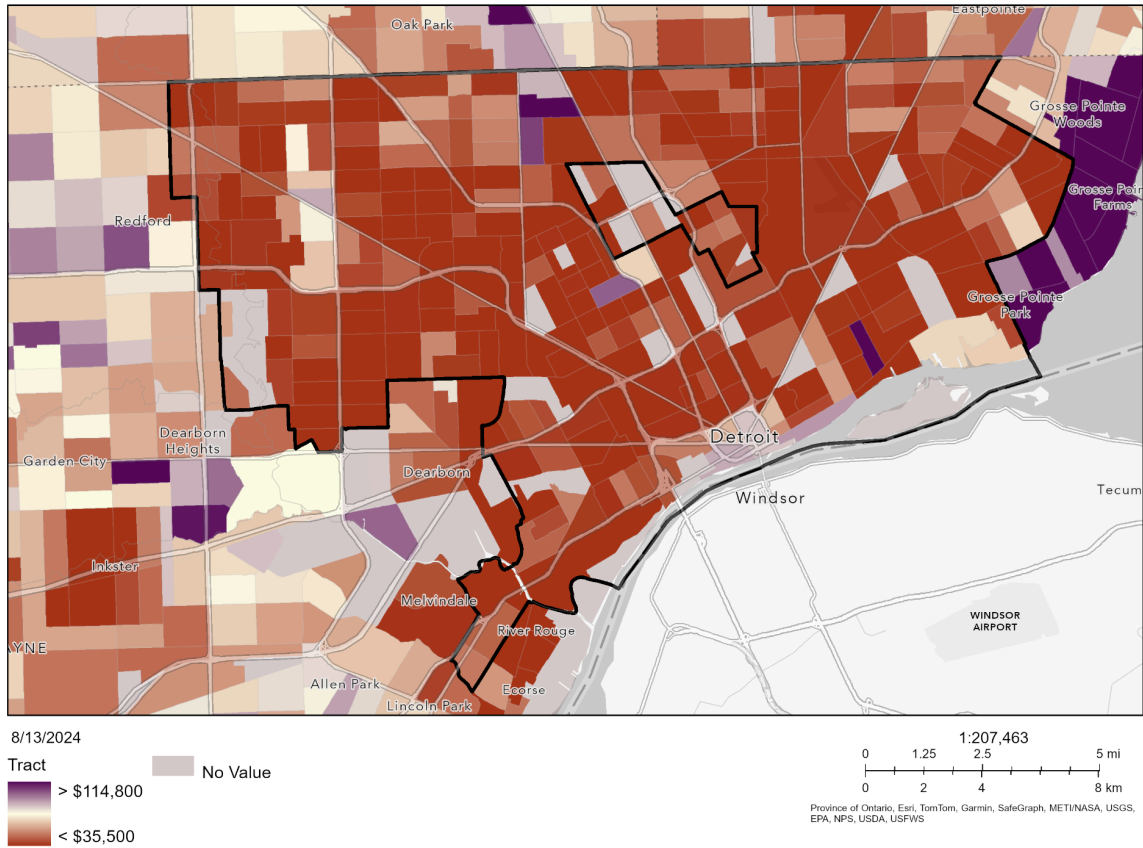 Oak Park
Eastpointe
Grosse Pointe
Woods
Grosse Poin
Farms
Redford
Grosse Pointe
Park
Dearborn
Heights
Garden City
Dearborn
Detroit
Windsor
Tecum
Inkster
Melvindale
River Rouge
WINDSOR
AIRPORT
AYNE
Allen Park
Ecorse
Lincoln Park
8/13/2024
Tract
No Value
> $114,800
< $35,500
1:207,463
0 1.25 2.5 5 mi
0 2 4 8 km
Province of Ontario, Esri, TomTom, Garmin, SafeGraph, METI/NASA, USGS,
EPA, NPS, USDA, USFWS